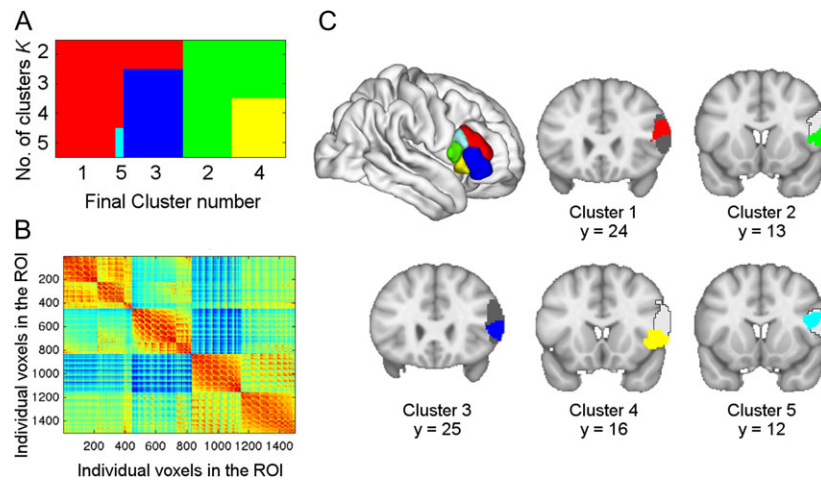 A
No. of clusters K
2
3
4
5
1 5 3 2 4
Final Cluster number
B
Individual voxels in the ROI
200
400
600
800
1000
1200
1400
200 400 600 800 1000 1200 1400
Individual voxels in the ROI
C
Cluster 1
y = 24
Cluster 2
y = 13
Cluster 3
y = 25
Cluster 4
y = 16
Cluster 5
y = 12